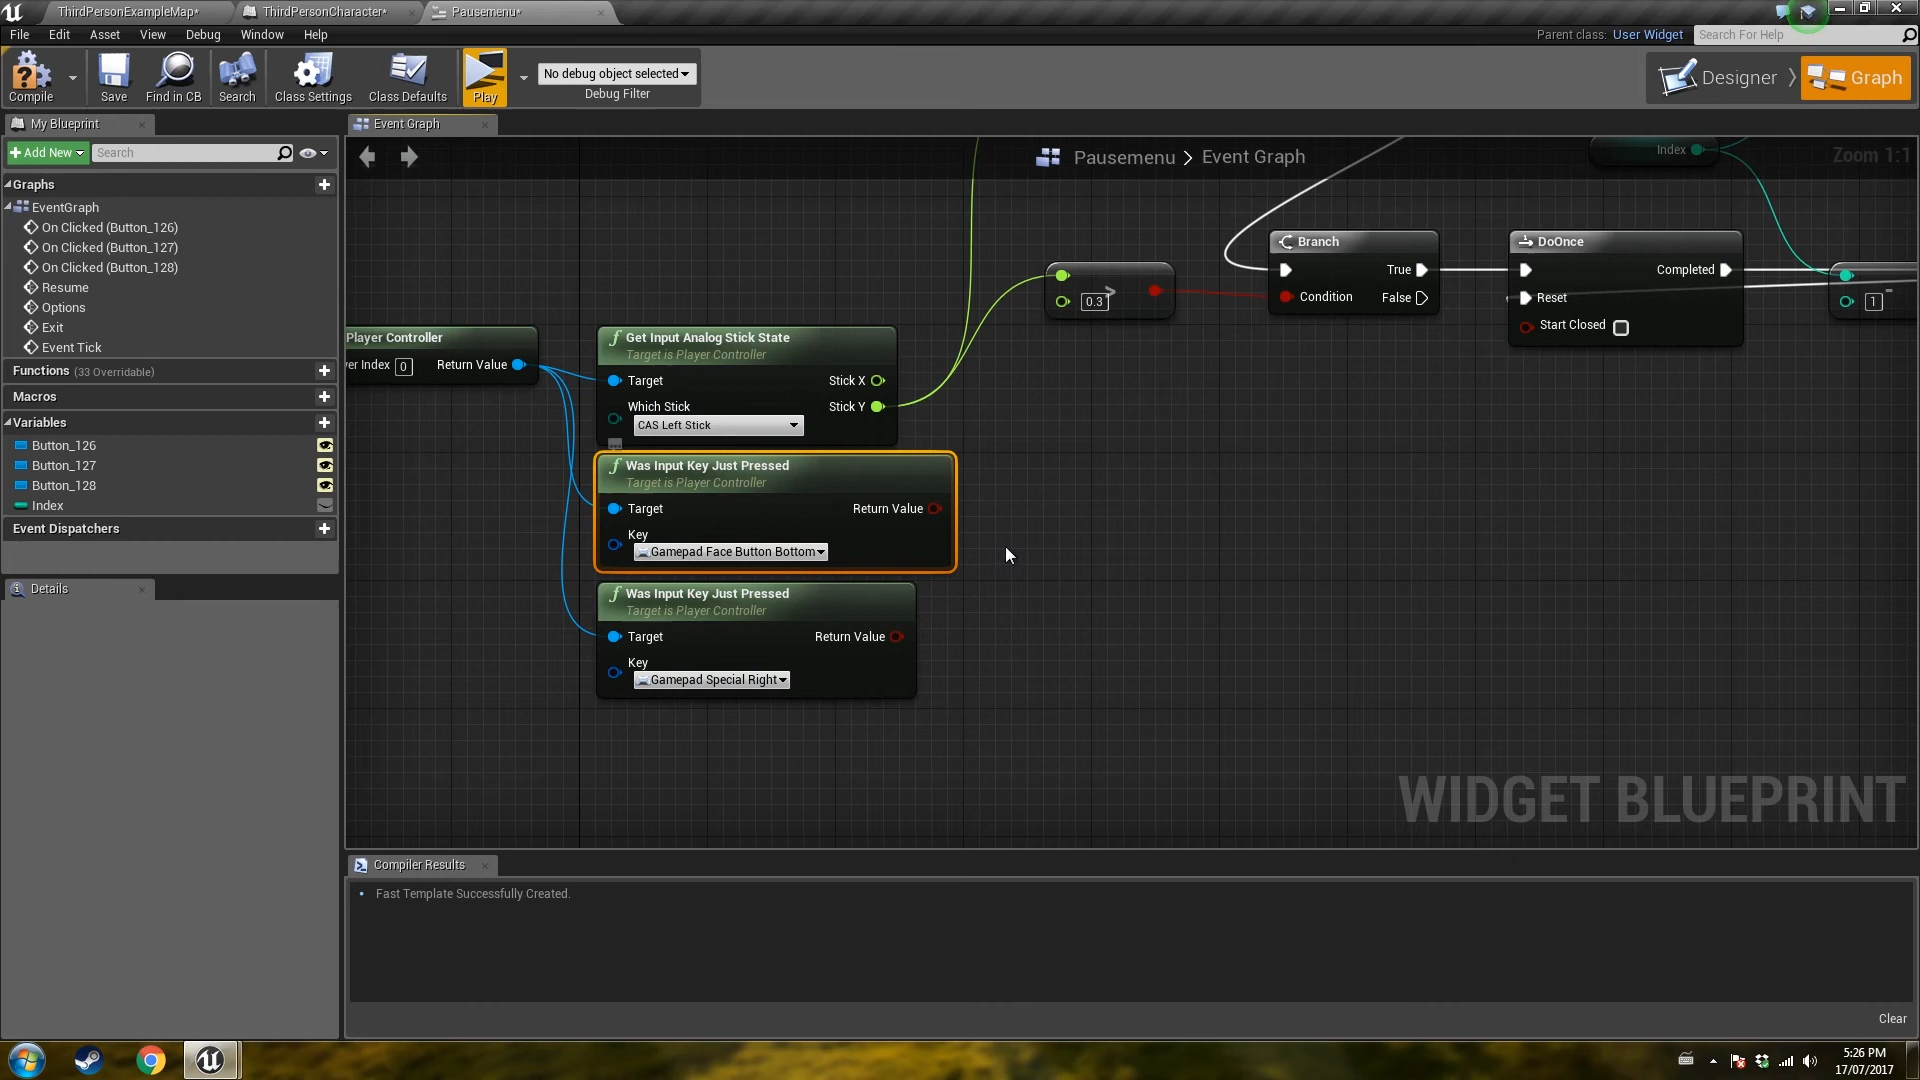 ThirdPersonExampleMap*
ThirdPersonCharacter*
Pausemenu*
File Edit Asset View Debug Window Help
Parent class: User Widget
Search For Help
Compile
Save
Find in CB
Search
Class Settings
Class Defaults
Play
No debug object selected
Debug Filter
Designer
Graph
My Blueprint
Event Graph
Add New
Search
Pausemenu > Event Graph
Zoom 1:1
Graphs
EventGraph
On Clicked (Button_126)
On Clicked (Button_127)
On Clicked (Button_128)
Resume
Options
Exit
Event Tick
Functions (33 Overridable)
Macros
Variables
Button_126
Button_127
Button_128
Index
Event Dispatchers
Details
Index
Branch
True
Condition
False
DoOnce
Completed
Reset
Start Closed
0.3
>
1
-
Player Controller
er Index 0
Return Value
f Get Input Analog Stick State
Target is Player Controller
Target
Stick X
Which Stick
Stick Y
CAS Left Stick
f Was Input Key Just Pressed
Target is Player Controller
Target
Return Value
Key
Gamepad Face Button Bottom
f Was Input Key Just Pressed
Target is Player Controller
Target
Return Value
Key
Gamepad Special Right
WIDGET BLUEPRINT
Compiler Results
• Fast Template Successfully Created.
Clear
5:26 PM
17/07/2017